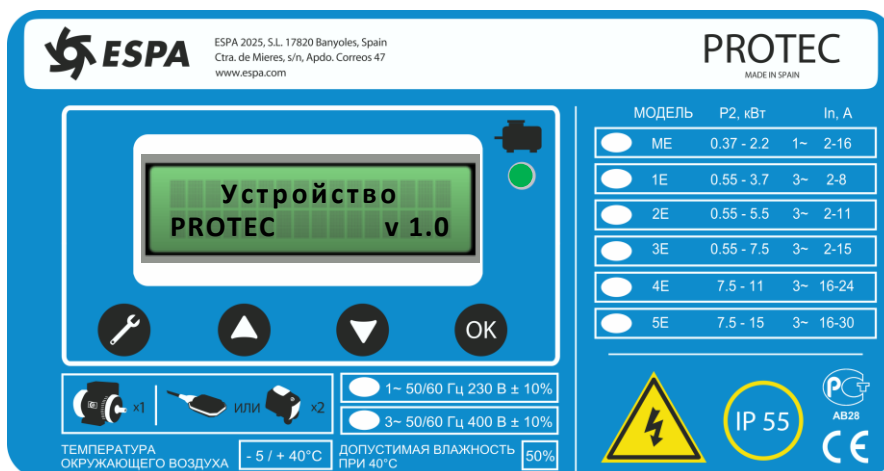 ESPA
ESPA 2025, S.L. 17820 Banyoles, Spain
Ctra. de Mieres, s/n, Apdo. Correos 47
www.espa.com
PROTEC
MADE IN SPAIN
Устройство
PROTEC v 1.0
OK
МОДЕЛЬ P2, кВт In, A
ME 0.37 - 2.2 1~ 2-16
1E 0.55 - 3.7 3~ 2-8
2E 0.55 - 5.5 3~ 2-11
3E 0.55 - 7.5 3~ 2-15
4E 7.5 - 11 3~ 16-24
5E 7.5 - 15 3~ 16-30
x1
ИЛИ
x2
1~ 50/60 Гц 230 В ± 10%
3~ 50/60 Гц 400 В ± 10%
ТЕМПЕРАТУРА
ОКРУЖАЮЩЕГО ВОЗДУХА
- 5 / + 40°C
ДОПУСТИМАЯ ВЛАЖНОСТЬ
ПРИ 40°C
50%
IP 55
АВ28
CE